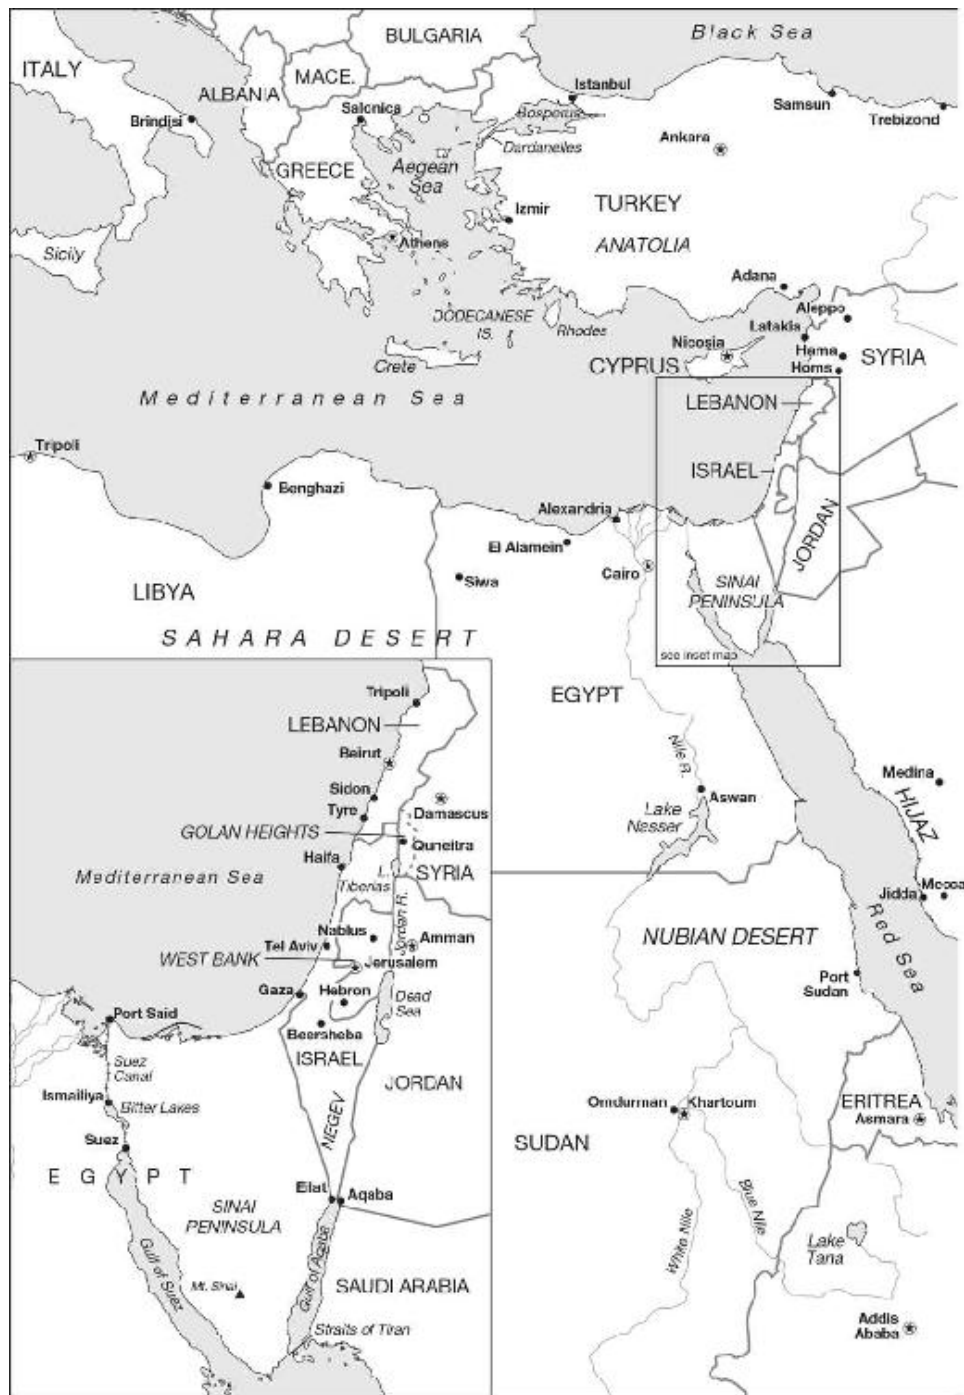 Black Sea
BULGARIA
ITALY
MACE.
ALBANIA
Istanbul
Samsun
Salonica
Bosporus
Trebizond
Brindisi
Ankara
Dardanelles
GREECE
Aegean
Sea
TURKEY
Izmir
ANATOLIA
Athens
Sicily
Adana
Aleppo
DODECANESE
IS.
Rhodes
Latakia
Nicosia
Hama
SYRIA
Homs
CYPRUS
Crete
Mediterranean Sea
LEBANON
Tripoli
ISRAEL
Benghazi
Alexandria
JORDAN
El Alamein
Cairo
Siwa
SINAI
PENINSULA
LIBYA
SAHARA DESERT
see inset map
EGYPT
Nile R.
Medina
Aswan
HIJAZ
Lake
Nasser
Jidda
Mecca
Red Sea
NUBIAN DESERT
Port
Sudan
Omdurman
Khartoum
ERITREA
Asmara
SUDAN
White Nile
Blue Nile
Lake
Tana
Addis
Ababa
Tripoli
LEBANON
Beirut
Sidon
Damascus
Tyre
GOLAN HEIGHTS
Quneitra
Haifa
L.
Tiberias
SYRIA
Mediterranean Sea
Jordan R.
Nablus
Amman
Tel Aviv
WEST BANK
Jerusalem
Gaza
Hebron
Dead
Sea
Port Said
Beersheba
Suez
Canal
ISRAEL
JORDAN
Ismailiya
Bitter Lakes
NEGEV
Suez
EGYPT
Eilat
Aqaba
SINAI
PENINSULA
Gulf of Suez
Gulf of Aqaba
Mt. Sinai
SAUDI ARABIA
Straits of Tiran